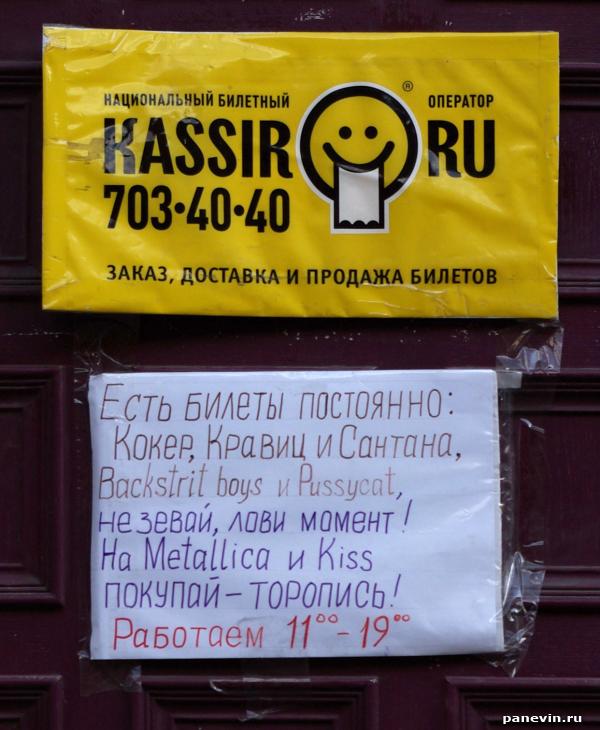 НАЦИОНАЛЬНЫЙ БИЛЕТНЫЙ ОПЕРАТОР
KASSIR RU ®
703•40•40
ЗАКАЗ, ДОСТАВКА И ПРОДАЖА БИЛЕТОВ
Есть билеты постоянно:
Кокер, Кравиц и Сантана,
Backstrit boys и Pussycat,
не зевай, лови момент!
На Metallica и Kiss
покупай – торопись!
Работаем 11°° - 19°°
panevin.ru